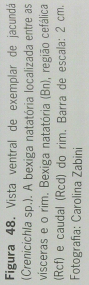 Figura 48. Vista ventral de exemplar de jacundá
(Crenicichla sp.). A bexiga natatória localizada entre as
vísceras e o rim. Bexiga natatória (Bn), região cefálica
(Rcf) e caudal (Rcd) do rim. Barra de escala: 2 cm.
Fotografia: Carolina Zabini